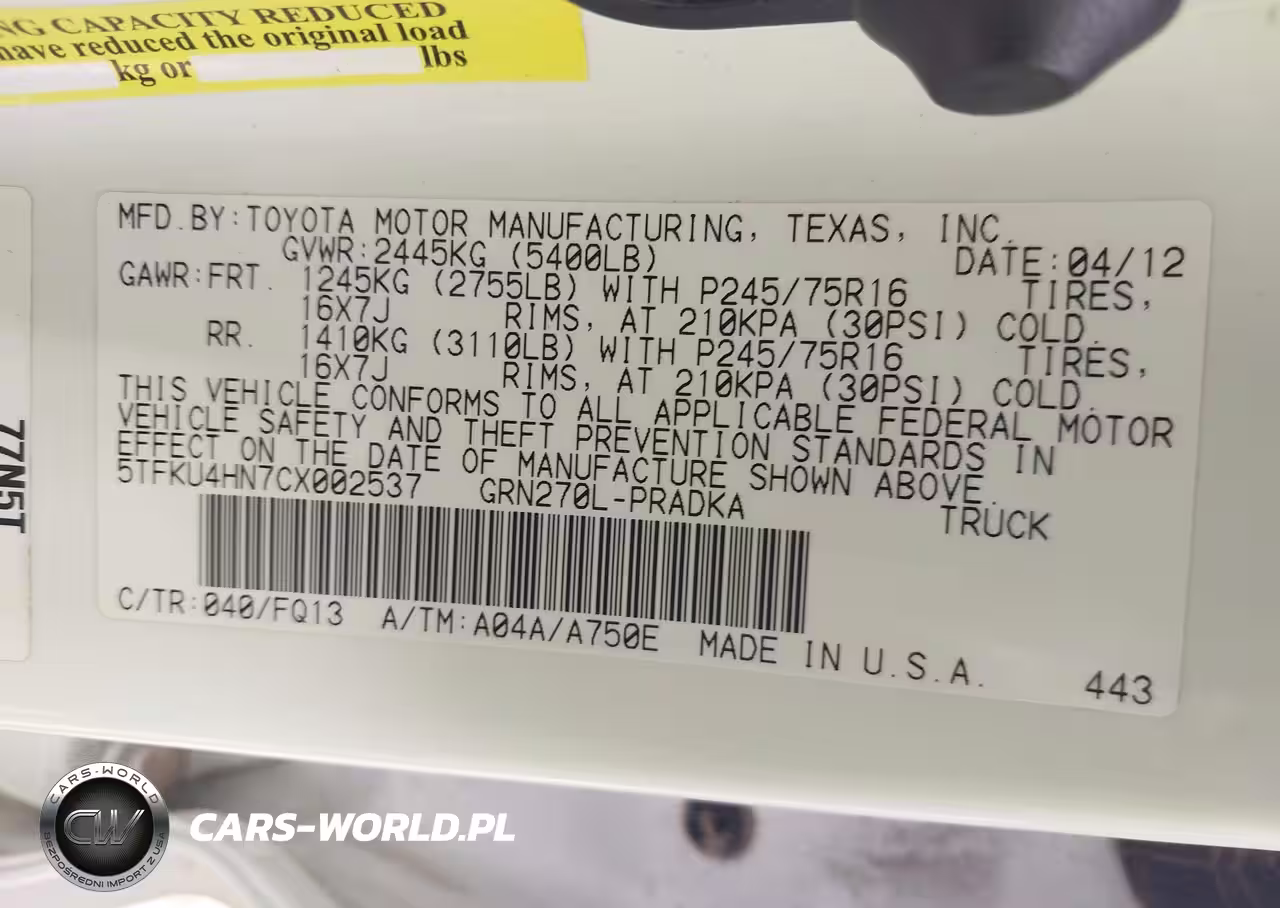 NG CAPACITY REDUCED
have reduced the original load
kg or lbs
MFD.BY:TOYOTA MOTOR MANUFACTURING, TEXAS, INC.
GVWR:2445KG (5400LB) DATE:04/12
GAWR:FRT. 1245KG (2755LB) WITH P245/75R16 TIRES,
16X7J RIMS, AT 210KPA (30PSI) COLD.
RR. 1410KG (3110LB) WITH P245/75R16 TIRES,
16X7J RIMS, AT 210KPA (30PSI) COLD.
THIS VEHICLE CONFORMS TO ALL APPLICABLE FEDERAL MOTOR
VEHICLE SAFETY AND THEFT PREVENTION STANDARDS IN
EFFECT ON THE DATE OF MANUFACTURE SHOWN ABOVE.
5TFKU4HN7CX002537 GRN270L-PRADKA TRUCK
C/TR:040/FQ13 A/TM:A04A/A750E MADE IN U.S.A.
443
77N5T
CARS-WORLD
CW
BEZPOŚREDNI IMPORT Z USA
CARS-WORLD.PL